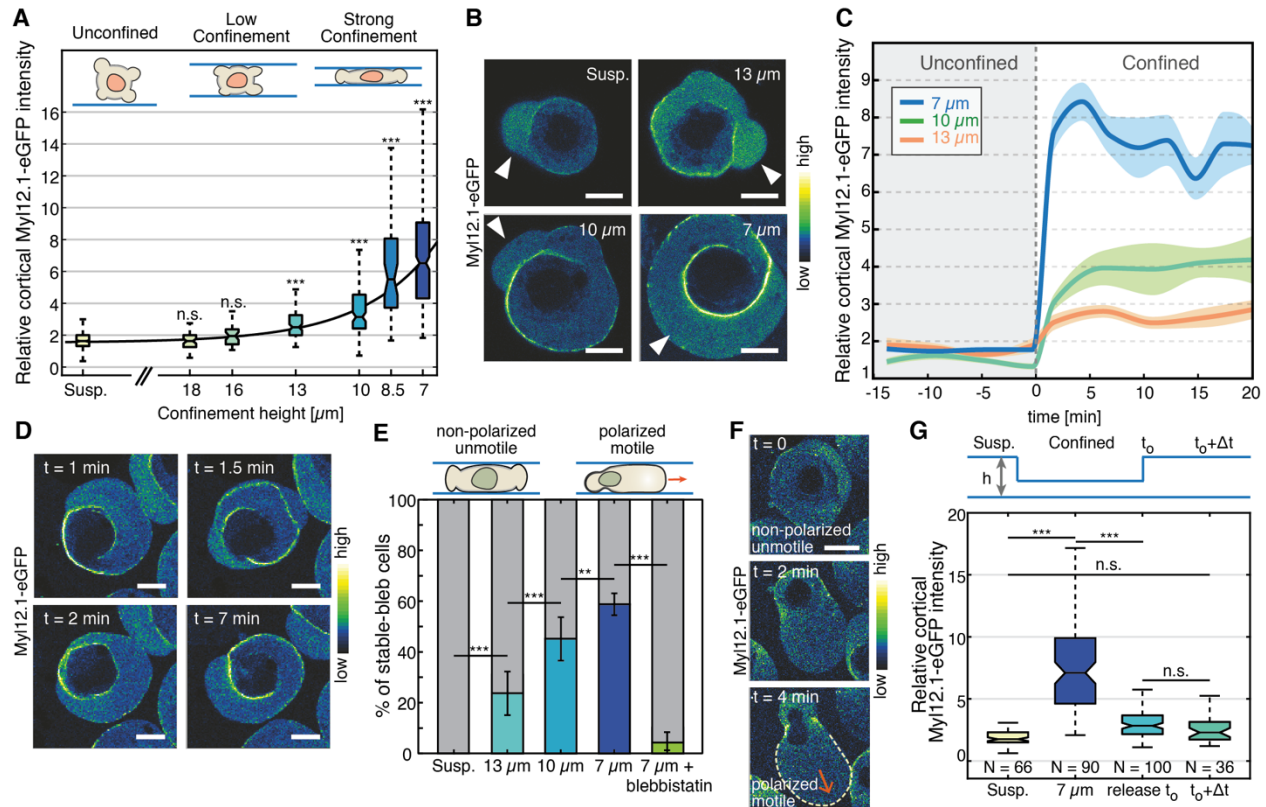 A
Unconfined
Low
Confinement
Strong
Confinement
Relative cortical Myl12.1-eGFP intensity
16
14
12
10
8
6
4
2
0
n.s.
n.s.
***
***
***
***
Susp.
18
16
13
10
8.5
7
Confinement height [µm]
B
Myl12.1-eGFP
Susp.
13 µm
10 µm
7 µm
high
low
C
Relative cortical Myl12.1-eGFP intensity
Unconfined
Confined
7 µm
10 µm
13 µm
9
8
7
6
5
4
3
2
1
-15
-10
-5
0
5
10
15
20
time [min]
D
Myl12.1-eGFP
t = 1 min
t = 1.5 min
t = 2 min
t = 7 min
high
low
E
non-polarized
unmotile
polarized
motile
% of stable-bleb cells
100
80
60
40
20
0
***
***
**
***
Susp.
13 µm
10 µm
7 µm
7 µm +
blebbistatin
F
Myl12.1-eGFP
t = 0
non-polarized
unmotile
t = 2 min
t = 4 min
polarized
motile
high
low
G
Susp.
Confined
to
to+Δt
h
Relative cortical
Myl12.1-eGFP intensity
20
15
10
5
0
***
***
n.s.
n.s.
N = 66
N = 90
N = 100
N = 36
Susp.
7 µm
release to
to+Δt